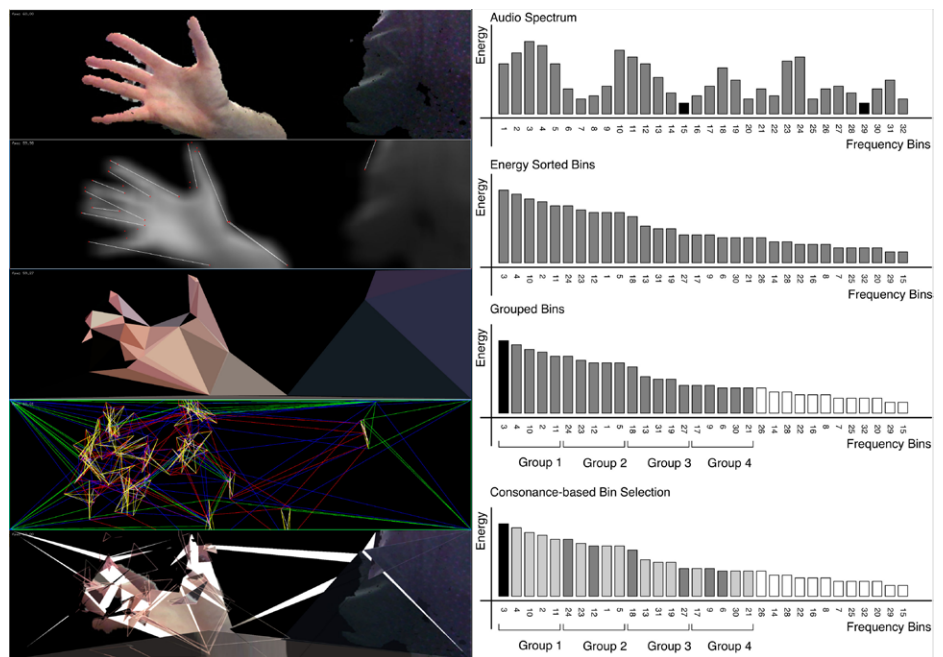 Audio Spectrum
Energy
1 2 3 4 5 6 7 8 9 10 11 12 13 14 15 16 17 18 19 20 21 22 23 24 25 26 27 28 29 30 31 32
Frequency Bins
Energy Sorted Bins
Energy
3 4 10 2 11 24 23 12 1 5 18 13 31 19 27 17 9 30 21 26 14 28 22 16 8 7 25 32 20 29 15
Frequency Bins
Grouped Bins
Energy
3 4 10 2 11 24 23 12 1 5 18 13 31 19 27 17 9 6 30 21 26 14 28 22 16 8 7 25 32 20 29 15
Frequency Bins
Group 1 Group 2 Group 3 Group 4
Consonance-based Bin Selection
Energy
3 4 10 2 11 24 23 12 1 5 18 13 31 19 27 17 9 6 30 21 26 14 28 22 16 8 7 25 32 20 29 15
Frequency Bins
Group 1 Group 2 Group 3 Group 4